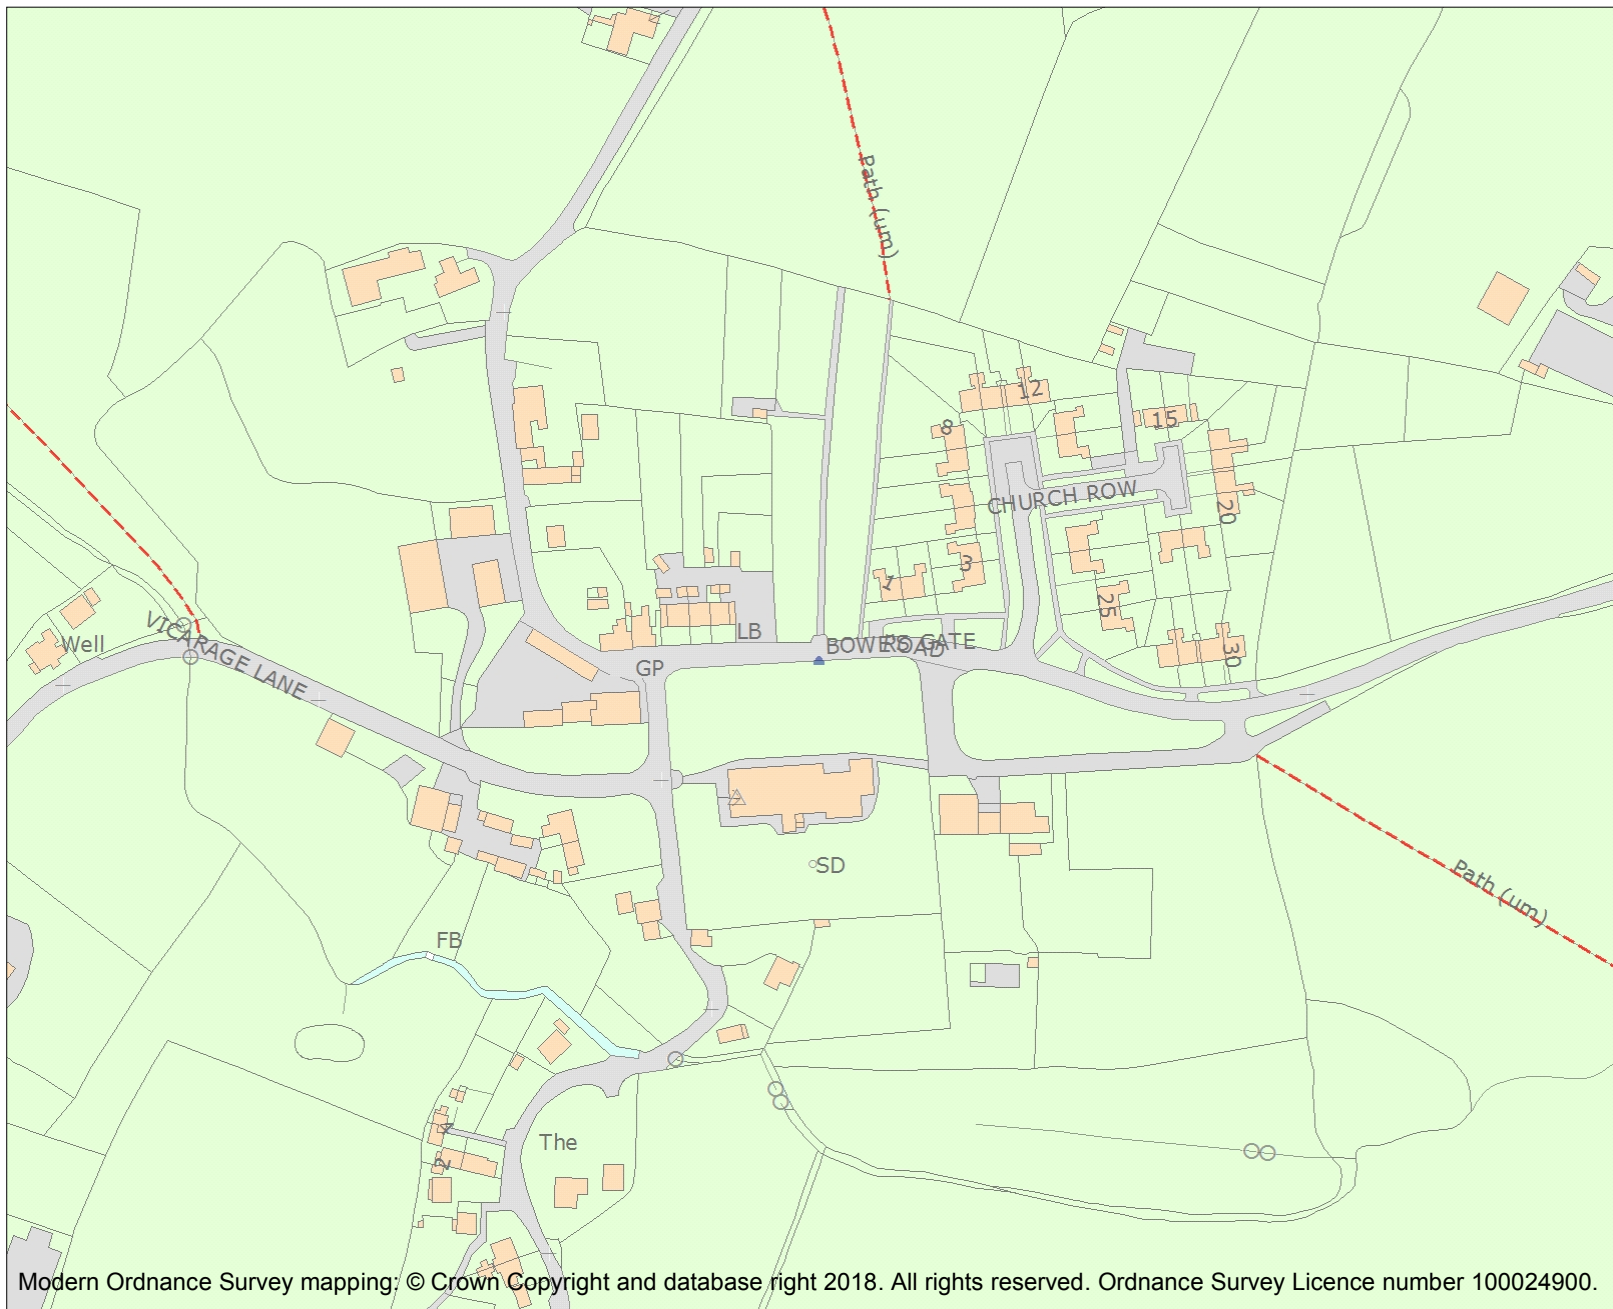 Path (um)
12
15
8
CHURCH ROW
20
3
1
25
VICARAGE LANE
Well
LB
BOWERS GATE
ROAD
GP
30
SD
Path (um)
FB
4
The
2
Modern Ordnance Survey mapping: © Crown Copyright and database right 2018. All rights reserved. Ordnance Survey Licence number 100024900.